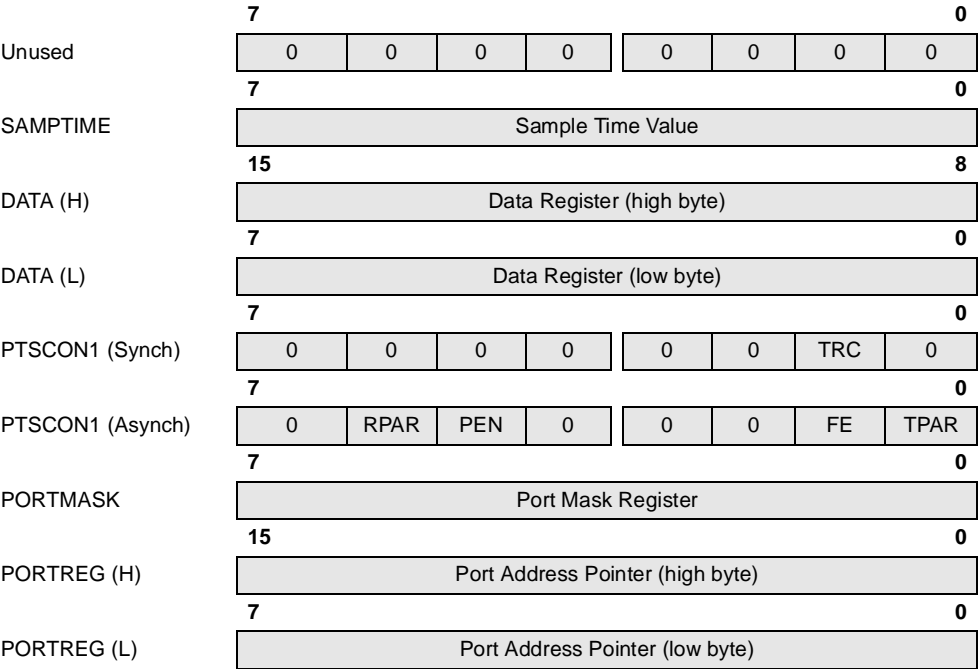 7 0
Unused 0 0 0 0 0 0 0 0
7 0
SAMPTIME Sample Time Value
15 8
DATA (H) Data Register (high byte)
7 0
DATA (L) Data Register (low byte)
7 0
PTSCON1 (Synch) 0 0 0 0 0 0 TRC 0
7 0
PTSCON1 (Asynch) 0 RPAR PEN 0 0 0 FE TPAR
7 0
PORTMASK Port Mask Register
15 0
PORTREG (H) Port Address Pointer (high byte)
7 0
PORTREG (L) Port Address Pointer (low byte)